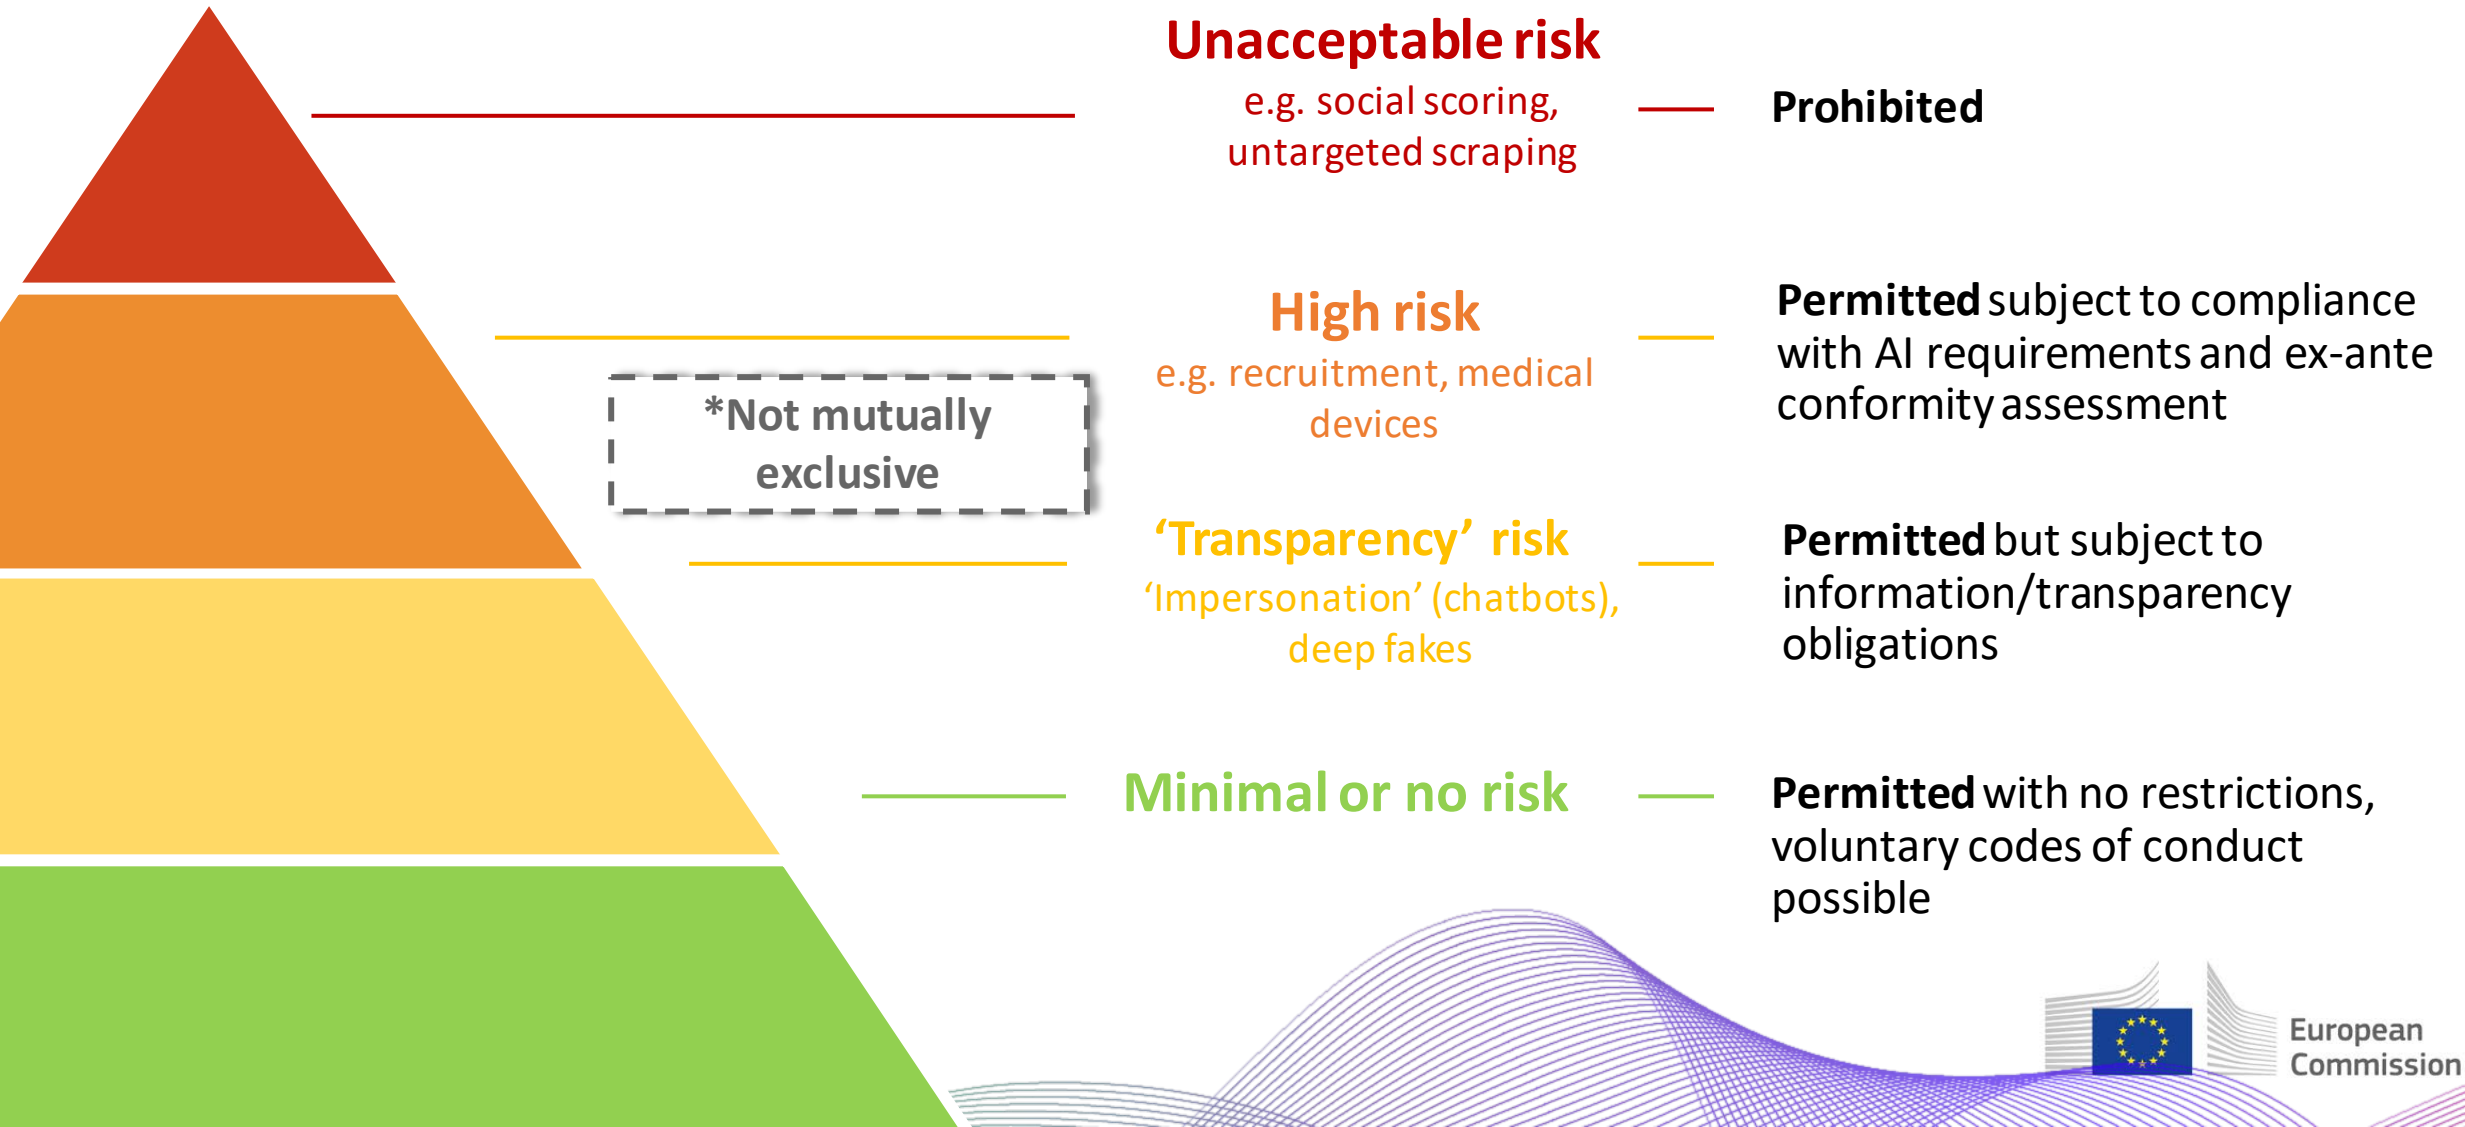 Unacceptable risk
e.g. social scoring,
untargeted scraping
Prohibited
High risk
e.g. recruitment, medical
devices
Permitted subject to compliance
with AI requirements and ex-ante
conformity assessment
*Not mutually
exclusive
‘Transparency’ risk
‘Impersonation’ (chatbots),
deep fakes
Permitted but subject to
information/transparency
obligations
Minimal or no risk
Permitted with no restrictions,
voluntary codes of conduct
possible
European
Commission